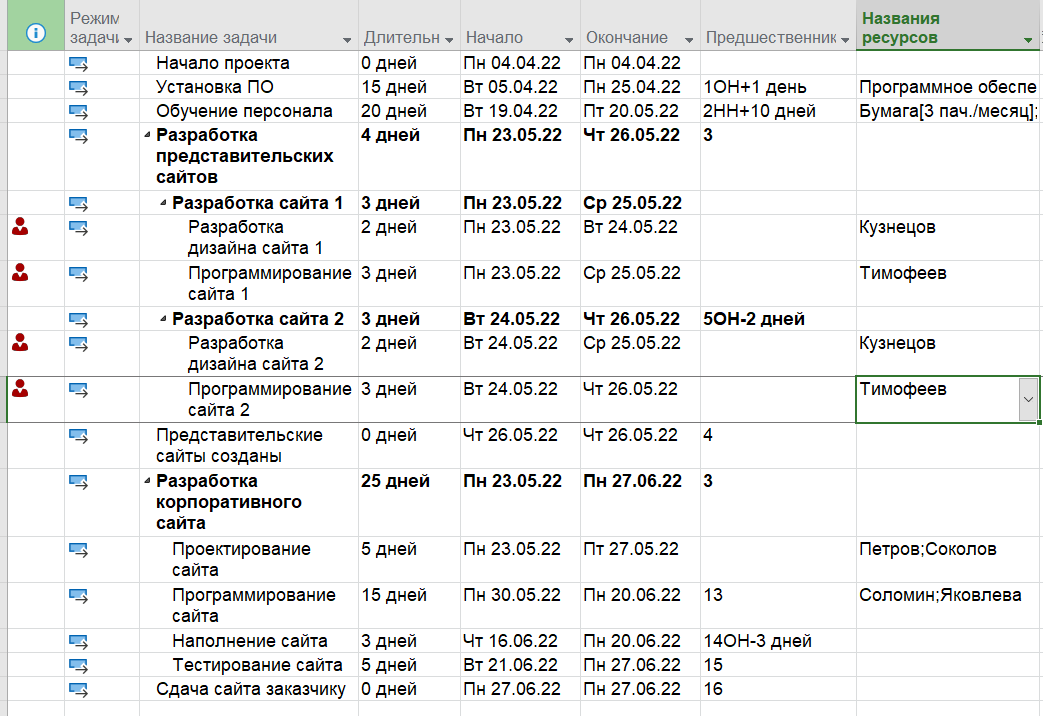 Режим задачи Название задачи Длительн Начало Окончание Предшественник Названия ресурсов
Начало проекта 0 дней Пн 04.04.22 Пн 04.04.22
Установка ПО 15 дней Вт 05.04.22 Пн 25.04.22 1ОН+1 день Программное обеспе
Обучение персонала 20 дней Вт 19.04.22 Пт 20.05.22 2НН+10 дней Бумага[3 пач./месяц];
Разработка 4 дней Пн 23.05.22 Чт 26.05.22 3
представительских
сайтов
Разработка сайта 1 3 дней Пн 23.05.22 Ср 25.05.22
Разработка 2 дней Пн 23.05.22 Вт 24.05.22 Кузнецов
дизайна сайта 1
Программирование 3 дней Пн 23.05.22 Ср 25.05.22 Тимофеев
сайта 1
Разработка сайта 2 3 дней Вт 24.05.22 Чт 26.05.22 5ОН-2 дней
Разработка 2 дней Вт 24.05.22 Ср 25.05.22 Кузнецов
дизайна сайта 2
Программирование 3 дней Вт 24.05.22 Чт 26.05.22 Тимофеев
сайта 2
Представительские 0 дней Чт 26.05.22 Чт 26.05.22 4
сайты созданы
Разработка 25 дней Пн 23.05.22 Пн 27.06.22 3
корпоративного
сайта
Проектирование 5 дней Пн 23.05.22 Пт 27.05.22 Петров;Соколов
сайта
Программирование 15 дней Пн 30.05.22 Пн 20.06.22 13 Соломин;Яковлева
сайта
Наполнение сайта 3 дней Чт 16.06.22 Пн 20.06.22 14ОН-3 дней
Тестирование сайта 5 дней Вт 21.06.22 Пн 27.06.22 15
Сдача сайта заказчику 0 дней Пн 27.06.22 Пн 27.06.22 16